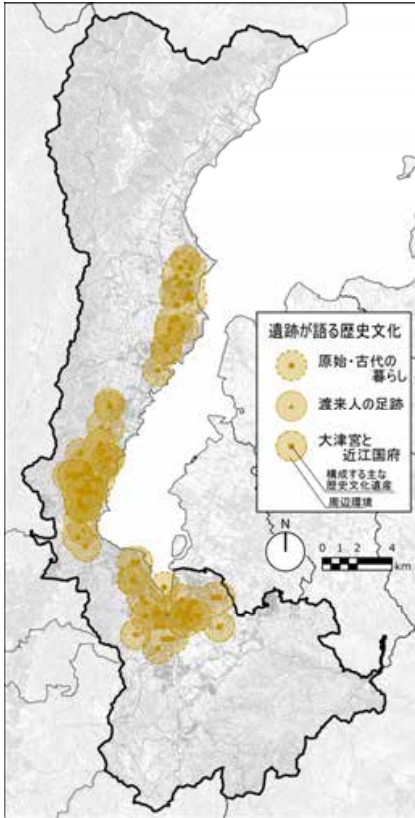 遺跡が語る歴史文化
原始・古代の
暮らし
渡来人の足跡
大津宮と
近江国府
構成する主な
歴史文化遺産
周辺環境
N
0 1 2 4
km